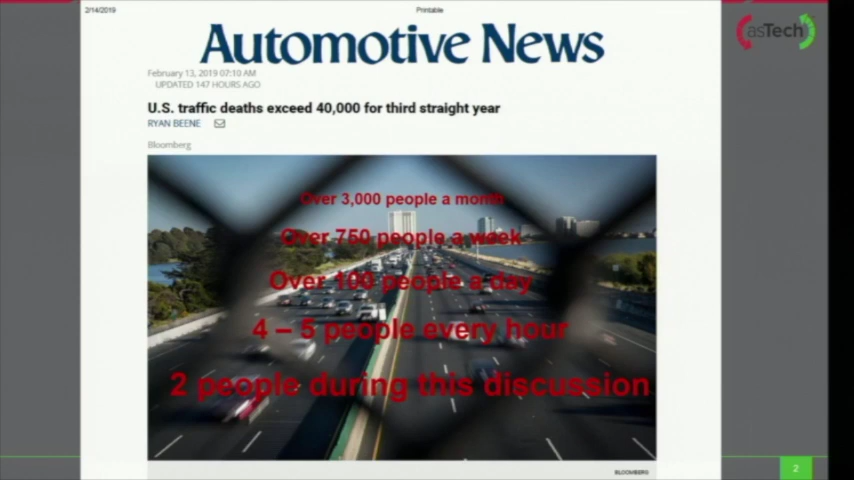 2/14/2019
Printable
asTech
Automotive News
February 13, 2019 07:10 AM
UPDATED 147 HOURS AGO
U.S. traffic deaths exceed 40,000 for third straight year
RYAN BEENE
Bloomberg
Over 3,000 people a month
Over 750 people a week
Over 100 people a day
4 – 5 people every hour
2 people during this discussion
BLOOMBERG
2